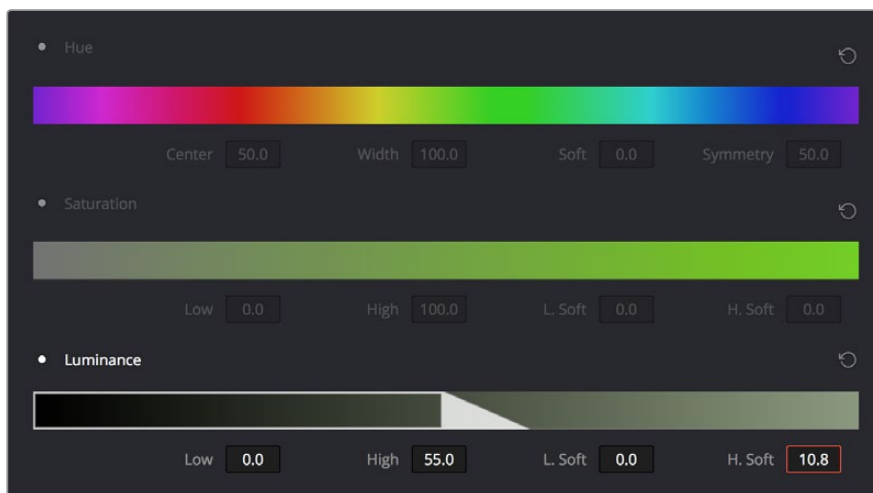 Hue
Center 50.0 Width 100.0 Soft 0.0 Symmetry 50.0
Saturation
Low 0.0 High 100.0 L. Soft 0.0 H. Soft 0.0
Luminance
Low 0.0 High 55.0 L. Soft 0.0 H. Soft 10.8